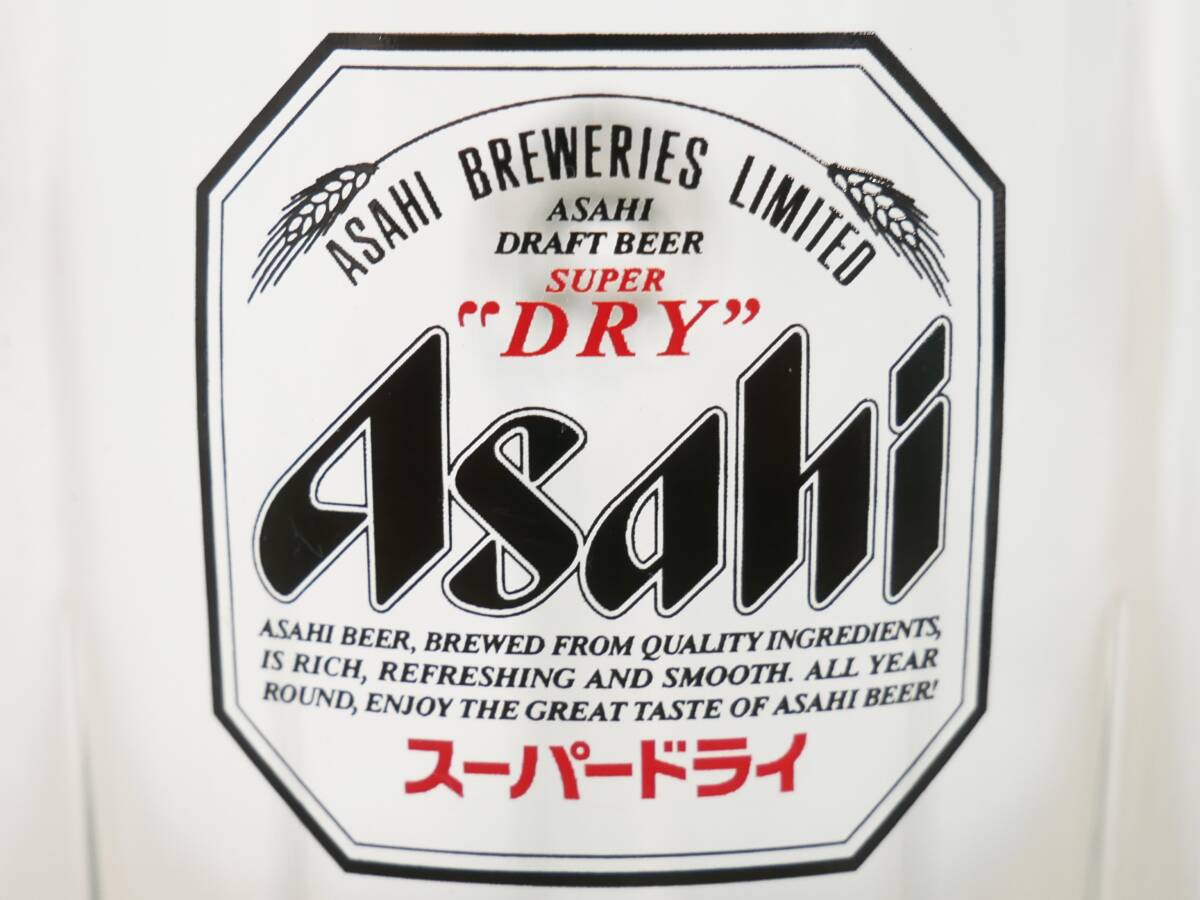 ASAHI BREWERIES LIMITED
ASAHI
DRAFT BEER
SUPER
"DRY"
Asahi
ASAHI BEER, BREWED FROM QUALITY INGREDIENTS,
IS RICH, REFRESHING AND SMOOTH. ALL YEAR
ROUND, ENJOY THE GREAT TASTE OF ASAHI BEER!
スーパードライ